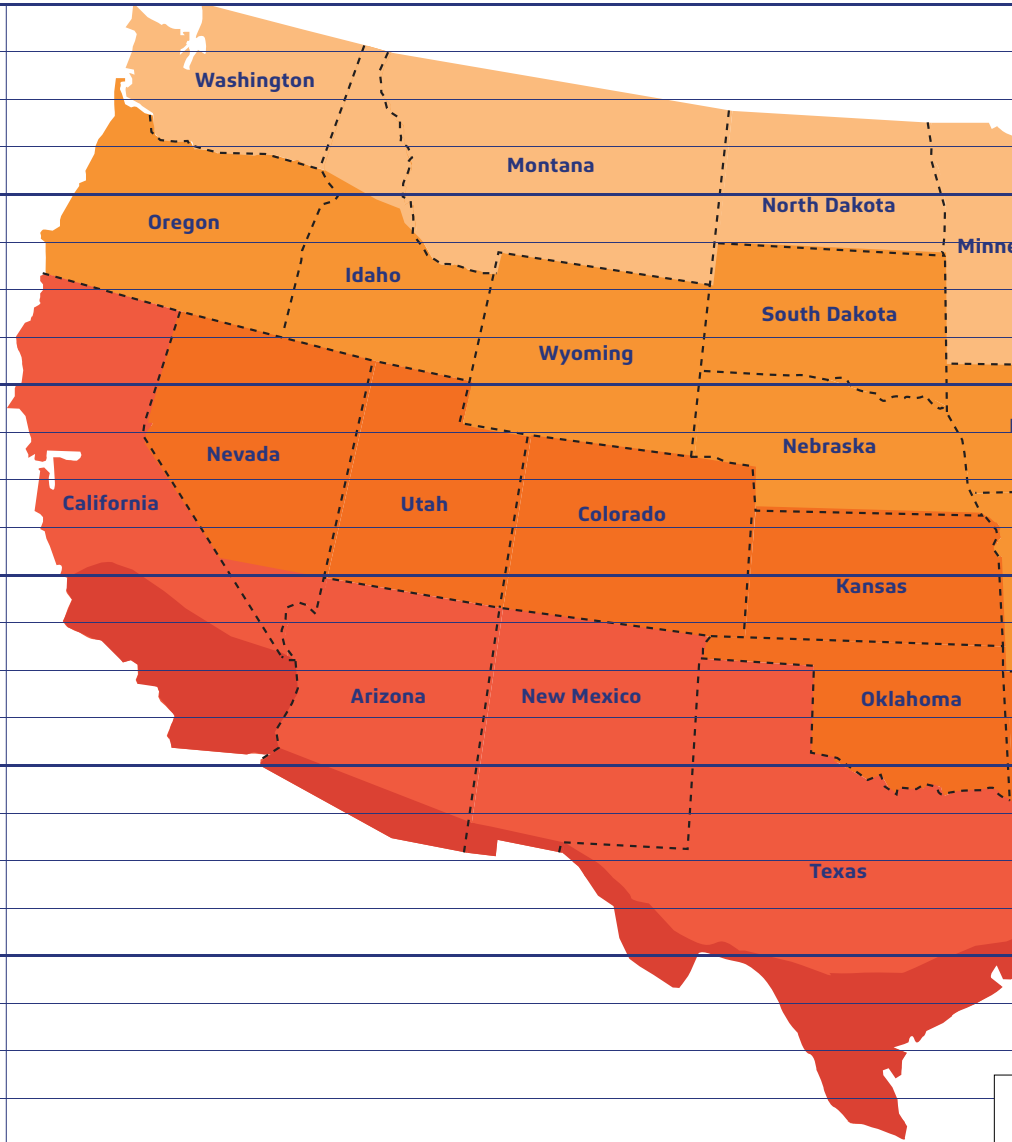 Washington
Montana
North Dakota
Oregon
Minne
Idaho
South Dakota
Wyoming
Nebraska
Nevada
Utah
California
Colorado
Kansas
Arizona
New Mexico
Oklahoma
Texas